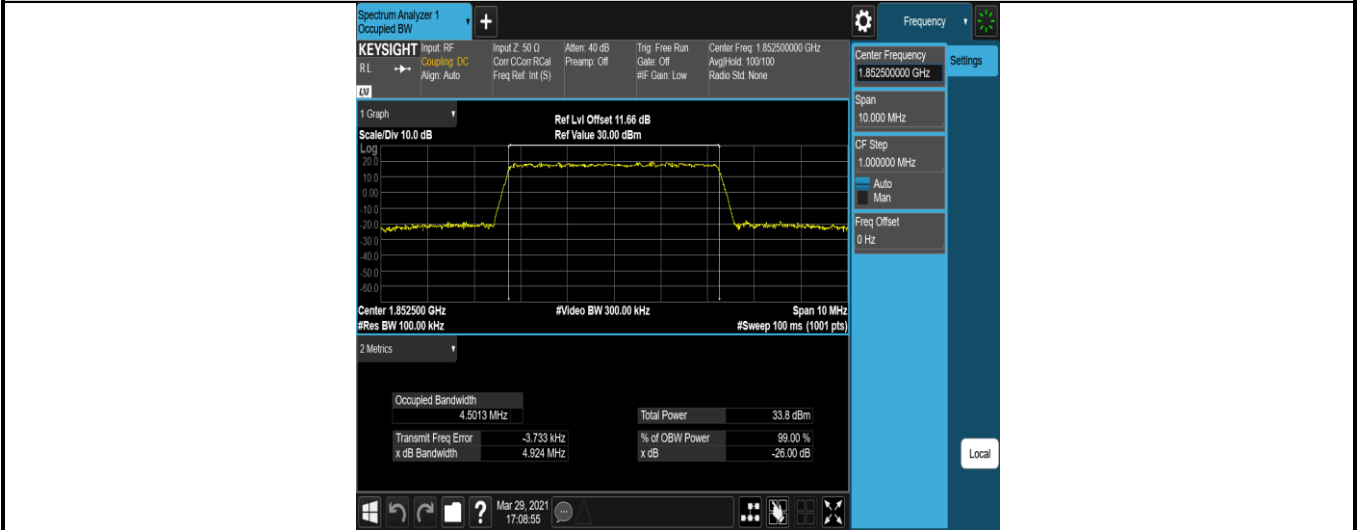 Spectrum Analyzer 1
Occupied BW
+
Frequency
KEYSIGHT
RL
LXI
Input: RF
Coupling: DC
Align: Auto
Input Z: 50 Ω
Corr CCorr RCal
Freq Ref: Int (S)
Atten: 40 dB
Preamp: Off
Trig: Free Run
Gate: Off
#IF Gain: Low
Center Freq: 1.852500000 GHz
Avg|Hold: 100/100
Radio Std: None
Center Frequency
1.852500000 GHz
Settings
Span
10.000 MHz
CF Step
1.000000 MHz
Auto
Man
Freq Offset
0 Hz
Local
1 Graph
Scale/Div 10.0 dB
Ref Lvl Offset 11.66 dB
Ref Value 30.00 dBm
Log
20.0
10.0
0.00
-10.0
-20.0
-30.0
-40.0
-50.0
-60.0
Center 1.852500 GHz
#Video BW 300.00 kHz
Span 10 MHz
#Res BW 100.00 kHz
#Sweep 100 ms (1001 pts)
2 Metrics
Occupied Bandwidth
4.5013 MHz
Total Power 33.8 dBm
Transmit Freq Error -3.733 kHz
% of OBW Power 99.00 %
x dB Bandwidth 4.924 MHz
x dB -26.00 dB
?
Mar 29, 2021
17:08:55